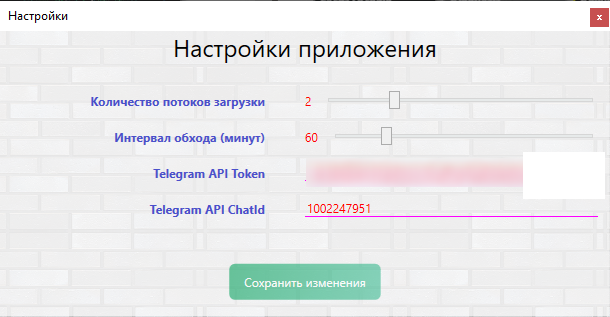 Настройки
x
Настройки приложения
Количество потоков загрузки 2
Интервал обхода (минут) 60
Telegram API Token
Telegram API ChatId 1002247951
Сохранить изменения